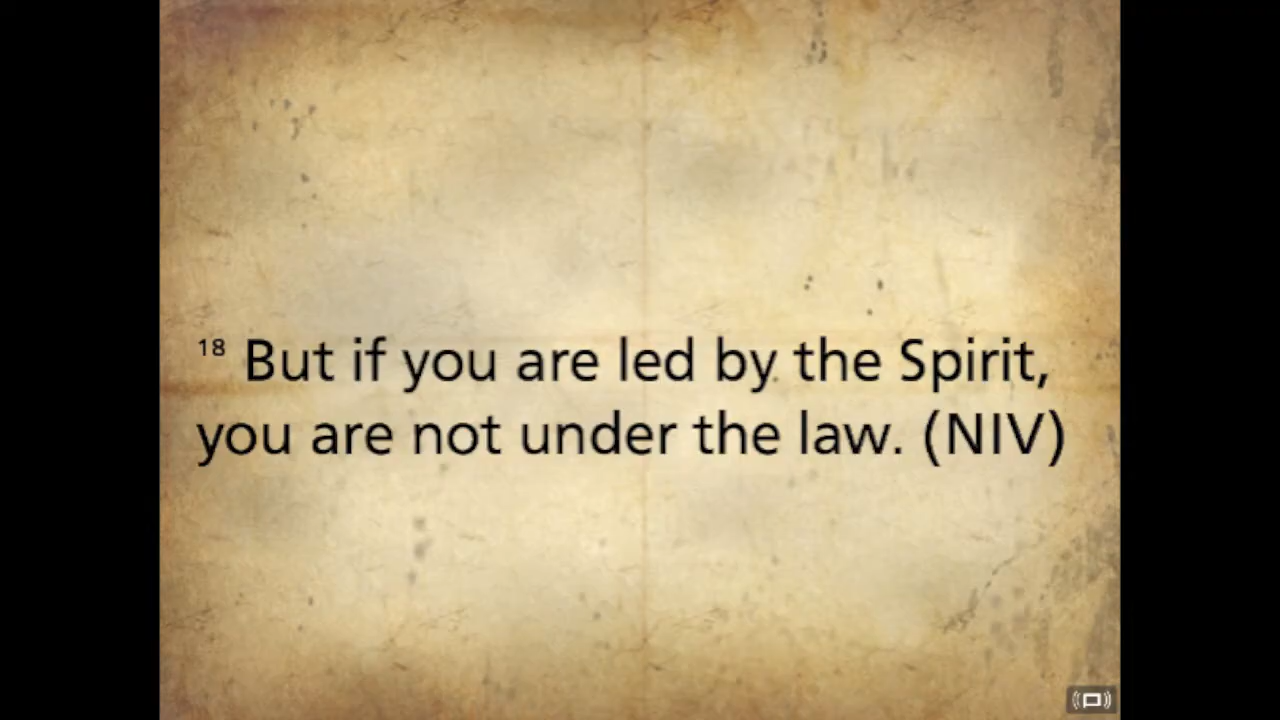 18 But if you are led by the Spirit,
you are not under the law. (NIV)